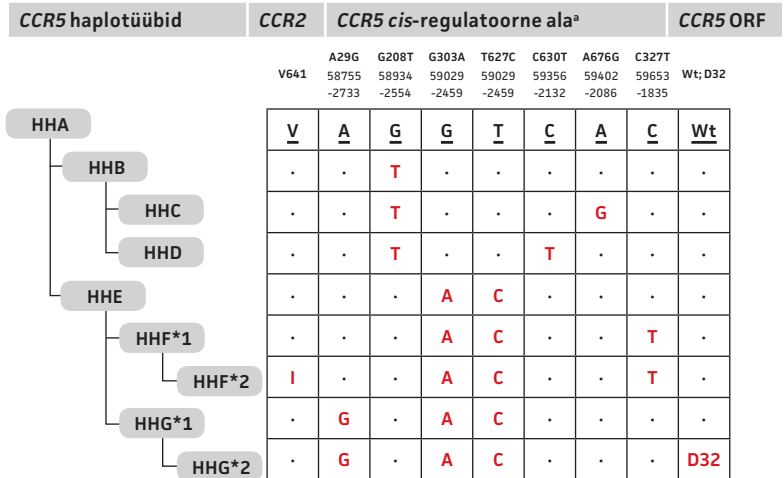 CCR5 haplotüübid CCR2 CCR5 cis-regulatoorne alaᵃ CCR5 ORF
A29G G208T G303A T627C C630T A676G C327T
V641 58755 58934 59029 59029 59356 59402 59653 Wt; D32
-2733 -2554 -2459 -2459 -2132 -2086 -1835
HHA V A G G T C A C Wt
HHB · · T · · · · · ·
HHC · · T · · · G · ·
HHD · · T · · T · · ·
HHE · · · A C · · · ·
HHF*1 · · · A C · · T ·
HHF*2 I · · A C · · T ·
HHG*1 · G · A C · · · ·
HHG*2 · G · A C · · · D32